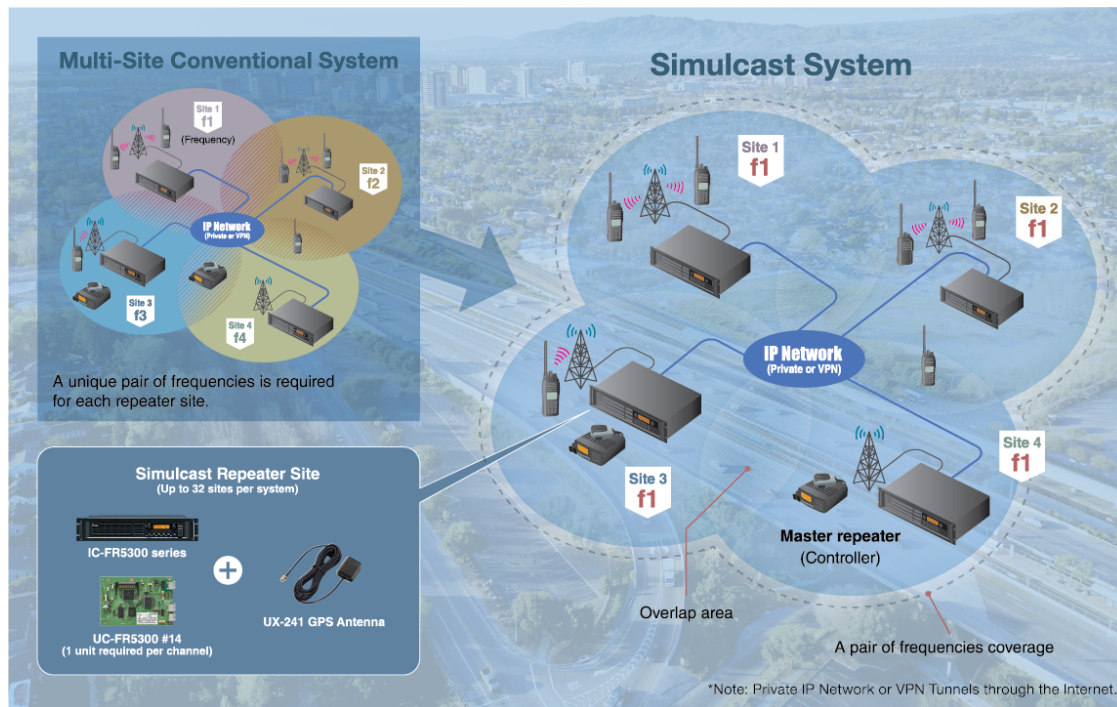 Multi-Site Conventional System
Site 1
f1
(Frequency)
Site 2
f2
IP Network
(Private or VPN)
Site 3
f3
Site 4
f4
A unique pair of frequencies is required
for each repeater site.
Simulcast System
Site 1
f1
Site 2
f1
IP Network
(Private or VPN)
Site 3
f1
Site 4
f1
Master repeater
(Controller)
Overlap area
A pair of frequencies coverage
Simulcast Repeater Site
(Up to 32 sites per system)
IC-FR5300 series
UC-FR5300 #14
(1 unit required per channel)
UX-241 GPS Antenna
*Note: Private IP Network or VPN Tunnels through the Internet.